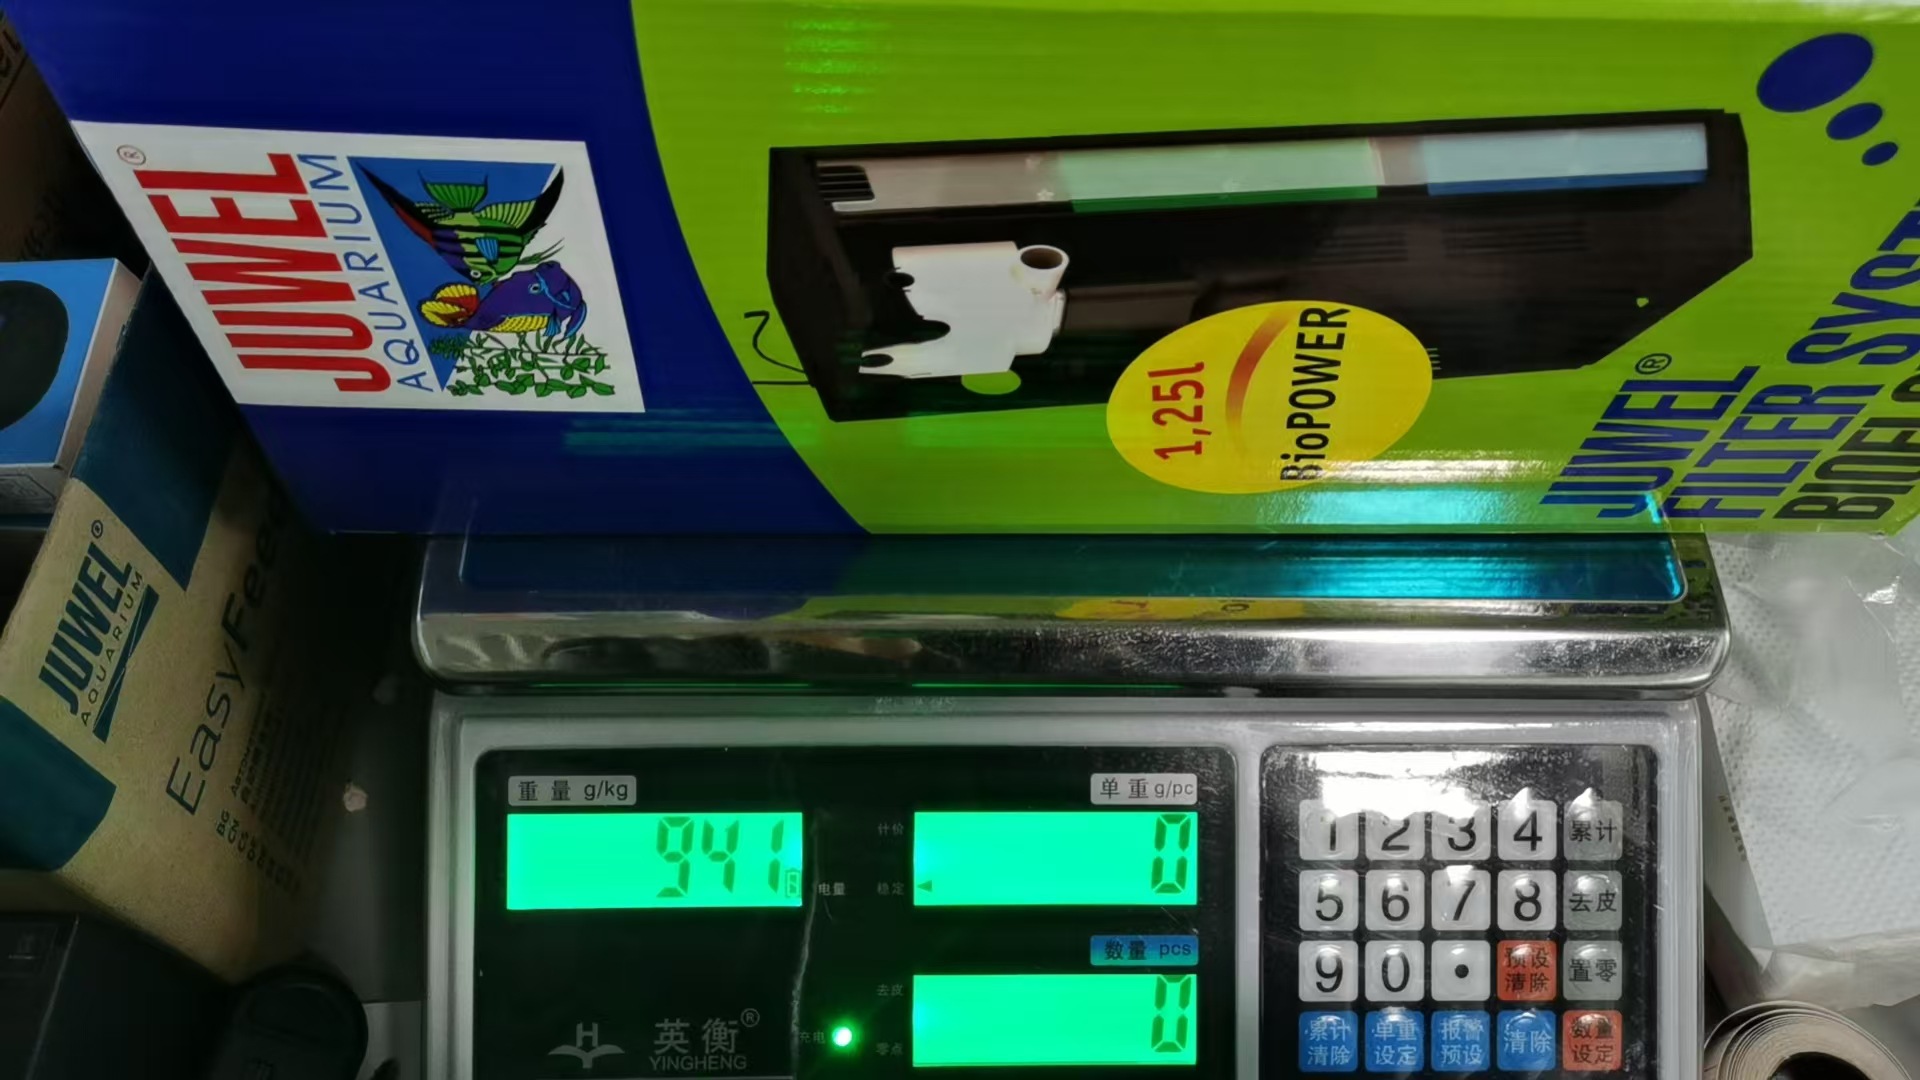 JUWEL®
AQUARIUM
1,25l
BioPOWER
JUWEL®
FILTER
JUWEL®
AQUARIUM
重量 g/kg
941
电量
单重g/pc
计价
稳定
0
数量 pcs
去皮
零点
0
充电
英衡®
YINGHENG
1 2 3 4 累计
5 6 7 8 去皮
9 0 • 预设清除 置零
累计清除 单重设定 报警预设 清除 数量设定